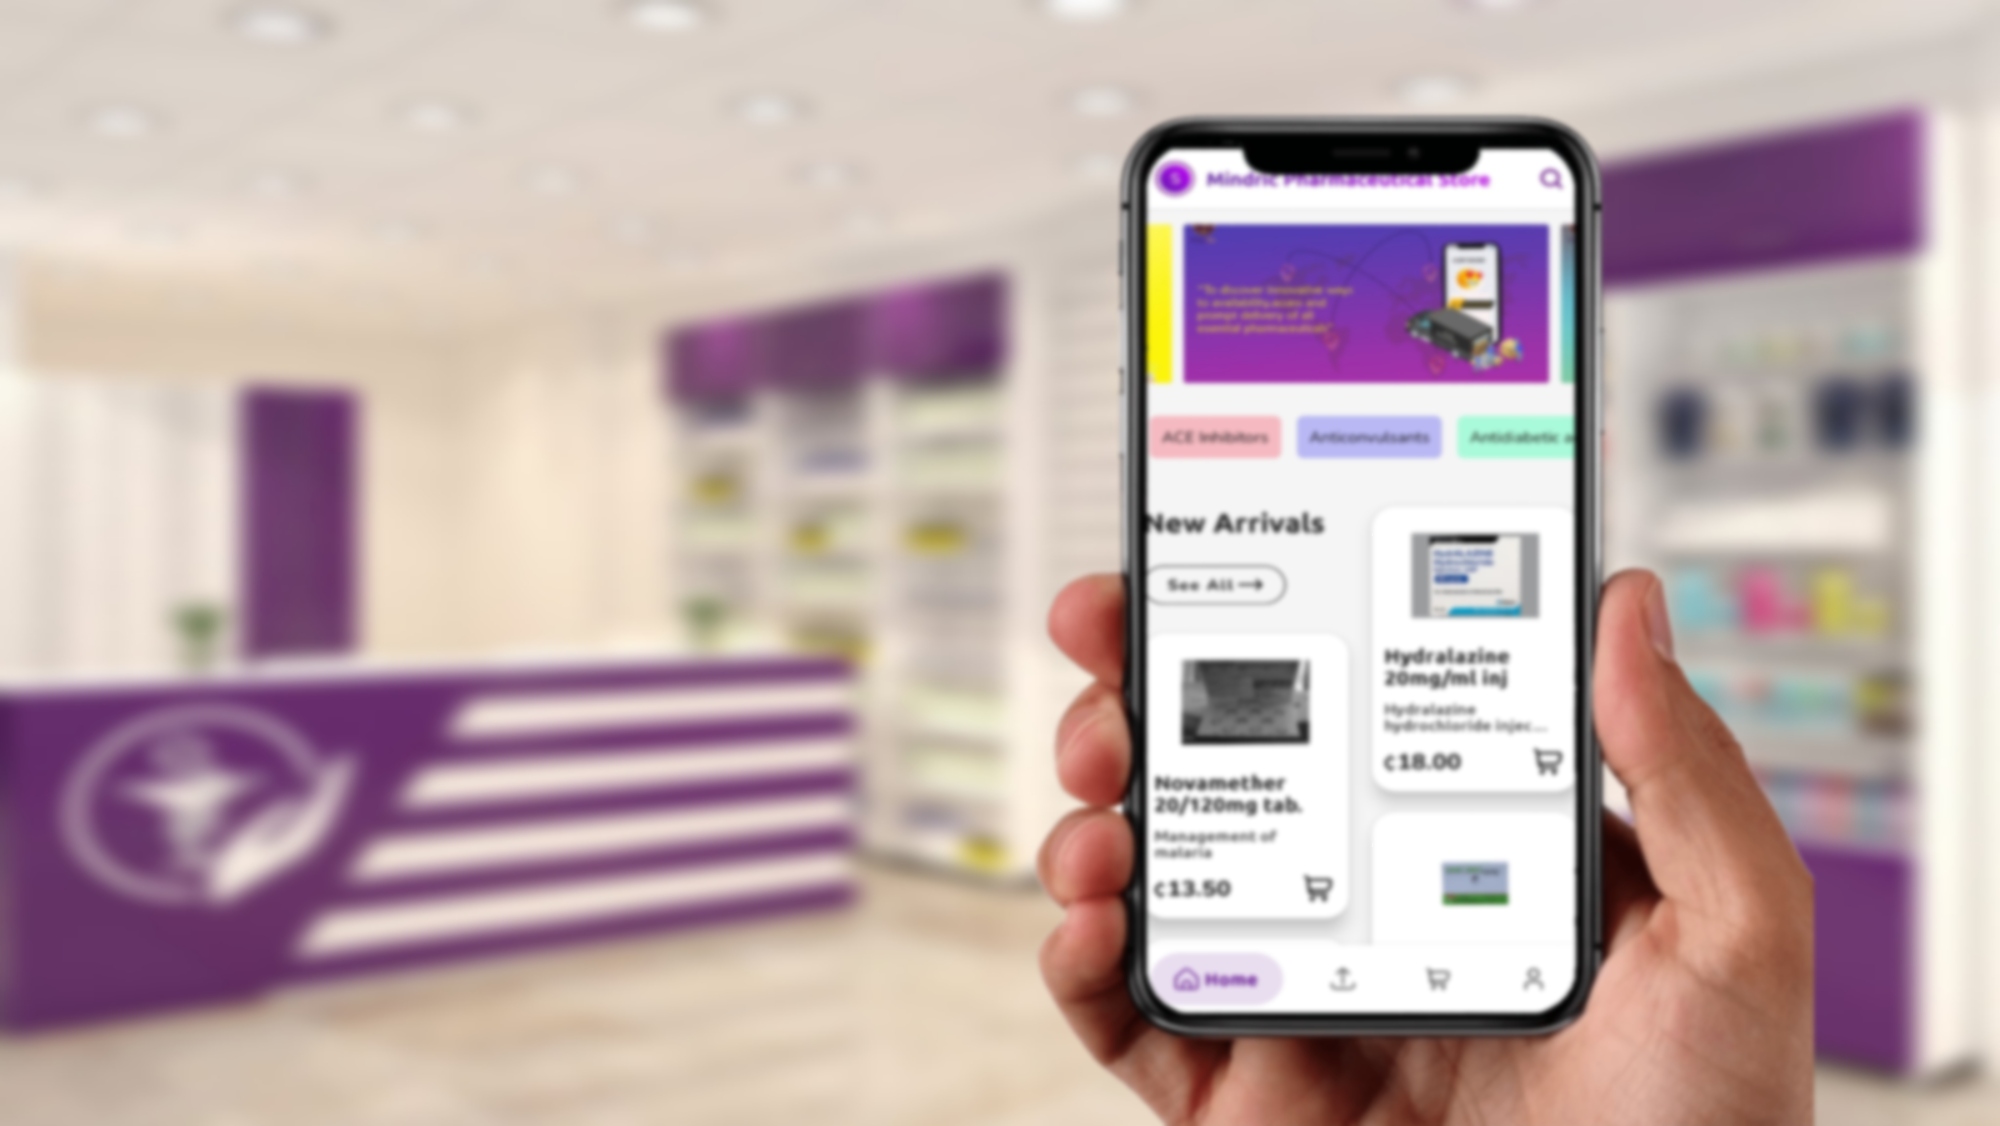 Mindric Pharmaceutical Store
"To discover innovative ways
to availability, access and
prompt delivery of all
essential pharmaceuticals"
ACE Inhibitors
Anticonvulsants
Antidiabetic a
New Arrivals
See All
Hydralazine
20mg/ml inj
Hydralazine
hydrochloride injec...
₵18.00
Novamether
20/120mg tab.
Management of
malaria
₵13.50
Home